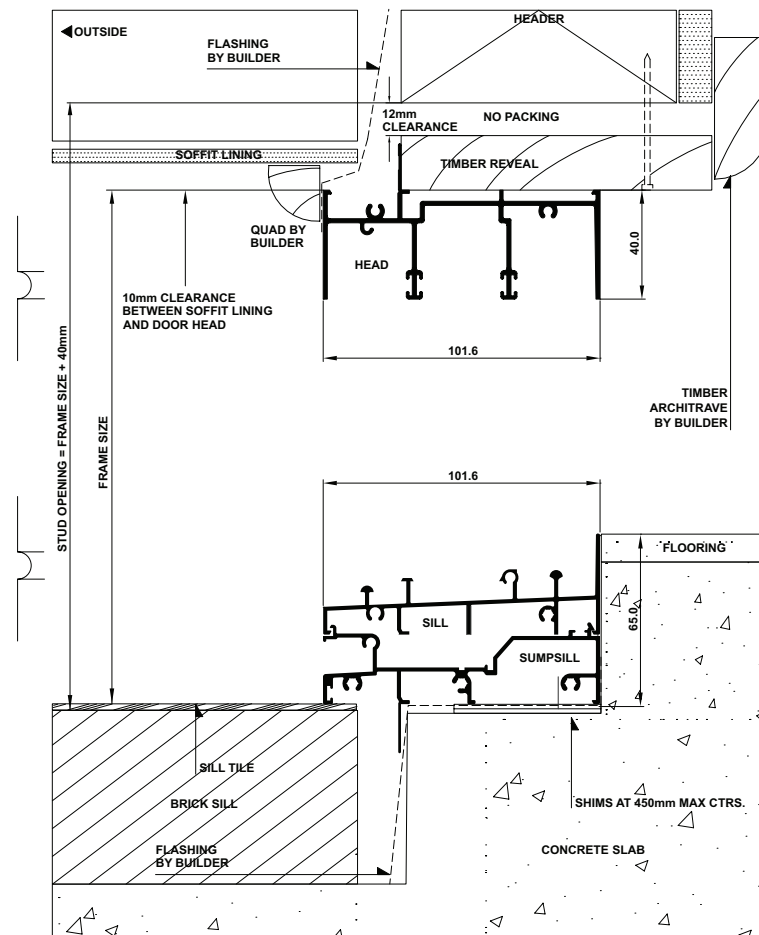 HEADER
OUTSIDE
FLASHING
BY BUILDER
12mm
CLEARANCE
NO PACKING
SOFFIT LINING
TIMBER REVEAL
QUAD BY
BUILDER
HEAD
40.0
10mm CLEARANCE
BETWEEN SOFFIT LINING
AND DOOR HEAD
101.6
TIMBER
ARCHITRAVE
BY BUILDER
STUD OPENING = FRAME SIZE + 40mm
FRAME SIZE
101.6
FLOORING
SILL
65.0
SUMPSILL
SILL TILE
BRICK SILL
SHIMS AT 450mm MAX CTRS.
FLASHING
BY BUILDER
CONCRETE SLAB